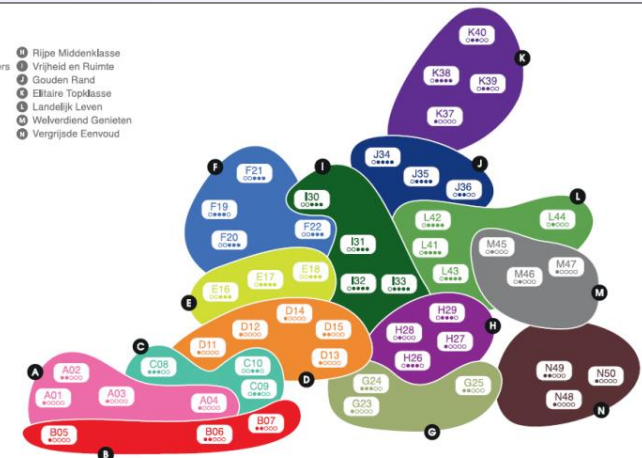 H Rijpe Middenklasse
ers I Vrijheid en Ruimte
J Gouden Rand
K Elitaire Topklasse
L Landelijk Leven
M Welverdiend Genieten
N Vergrijsde Eenvoud
K40
K38
K39
K
K37
J34
J35
J36
J
F
F21
F19
F20
F22
I
I30
I31
I32
I33
L
L42
L44
L41
L43
M45
M46
M47
M
E16
E17
E18
E
D14
D12
D15
D11
D13
D
H29
H28
H27
H26
H
C
C08
C10
C09
A
A02
A01
A03
A04
G24
G25
G23
G
N49
N50
N48
N
B05
B06
B07
B